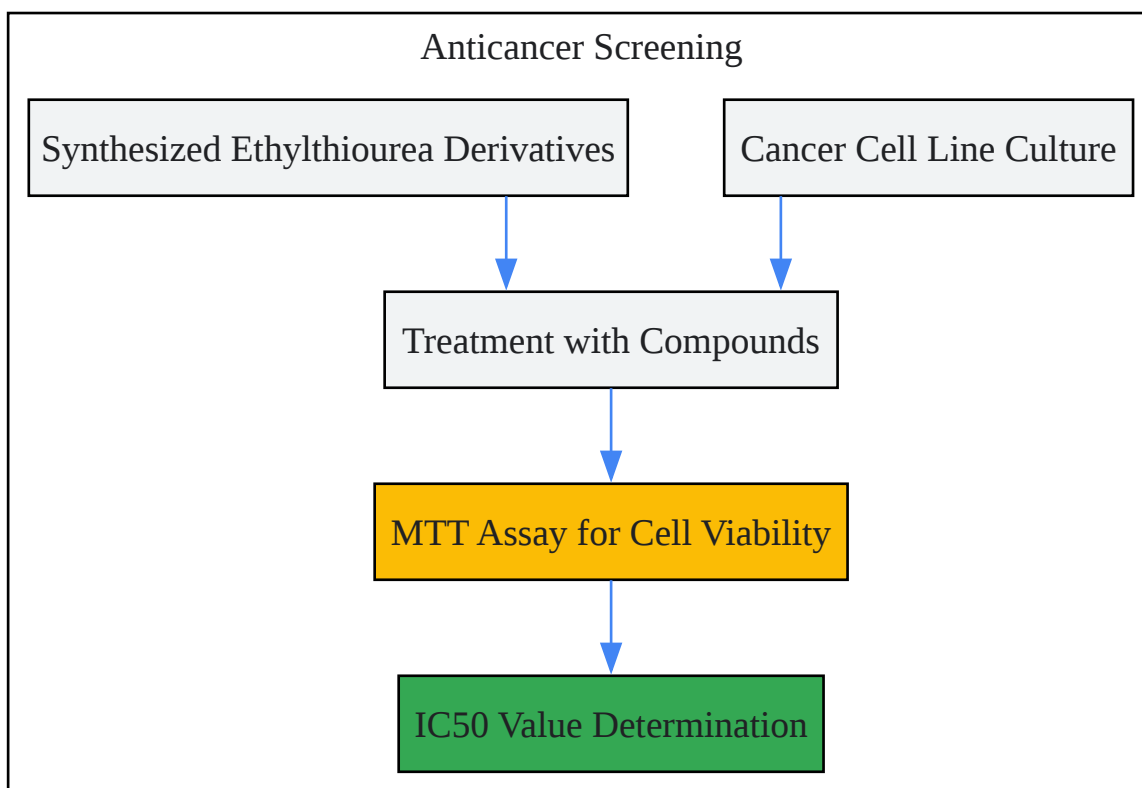 Anticancer Screening
Synthesized Ethylthiourea Derivatives
Cancer Cell Line Culture
Treatment with Compounds
MTT Assay for Cell Viability
IC50 Value Determination